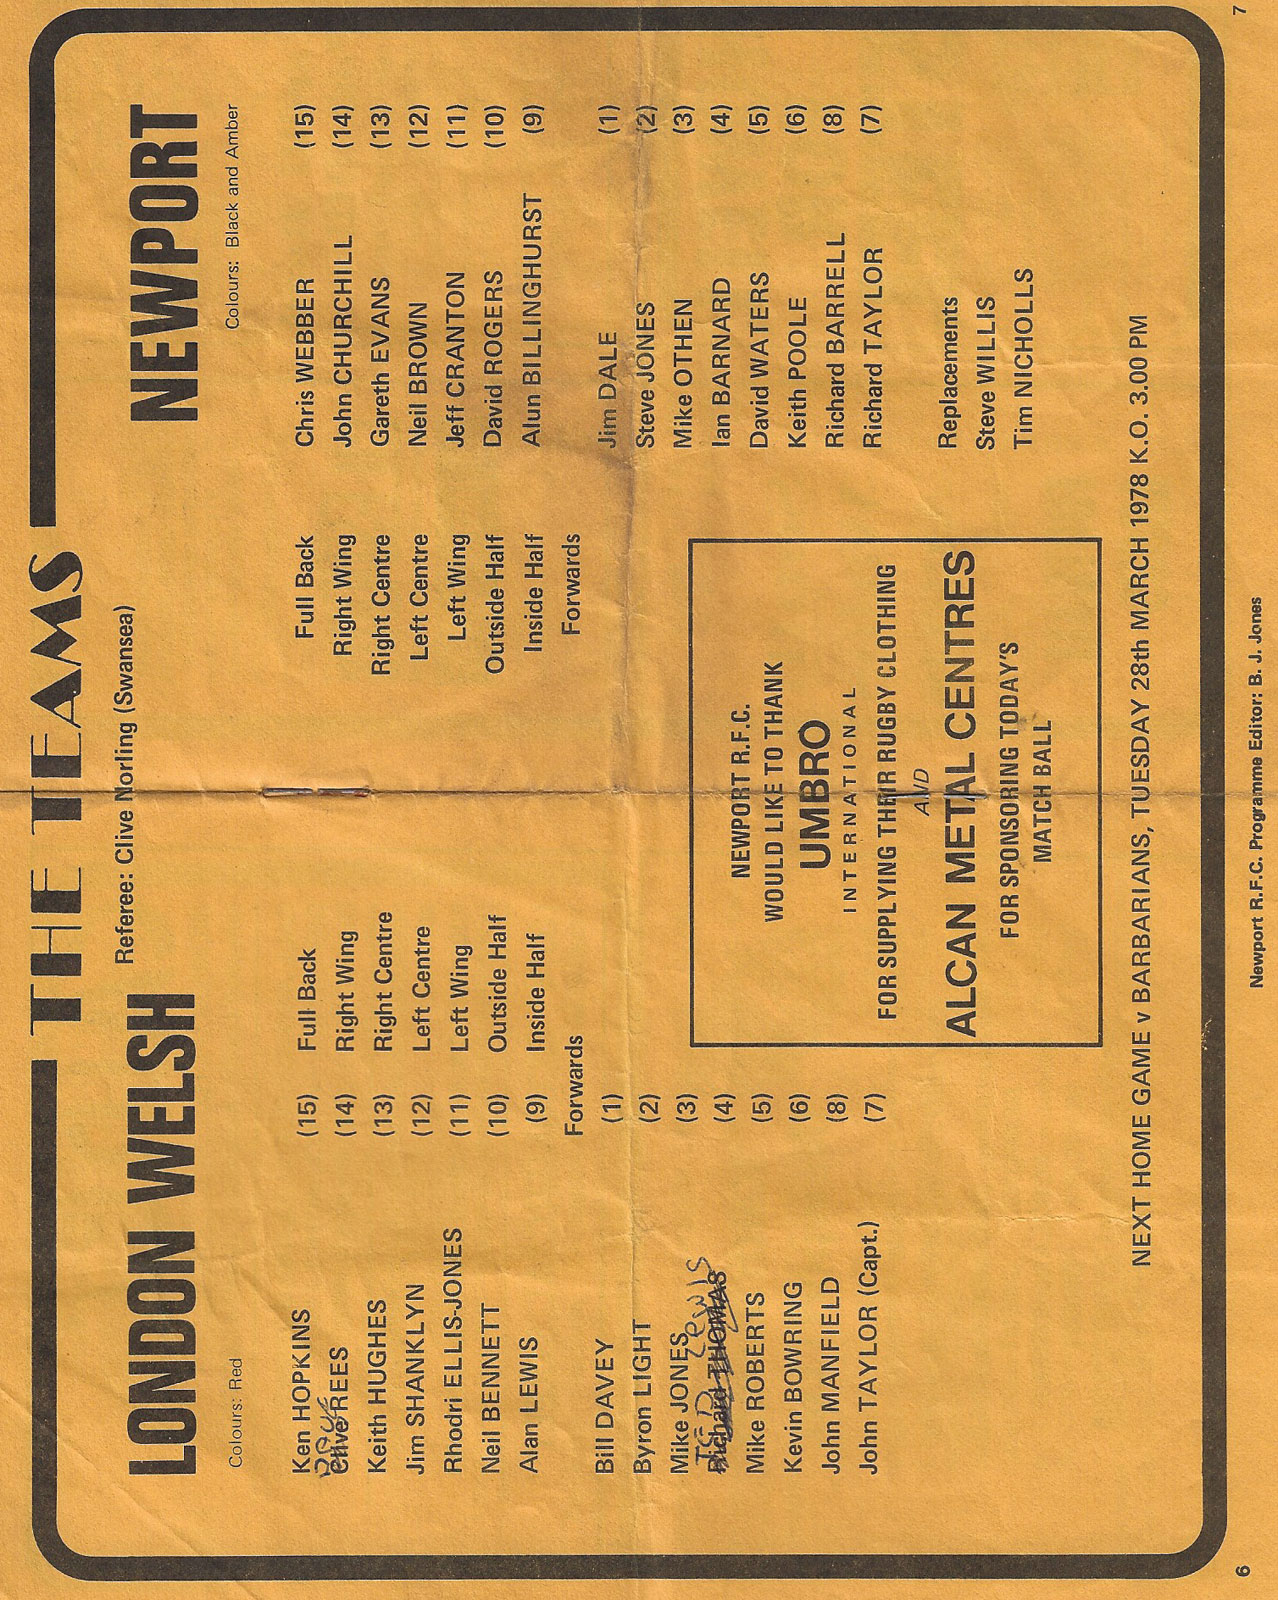 THE TEAMS
Referee: Clive Norling (Swansea)
LONDON WELSH
Colours: Red
Ken HOPKINS (15) Full Back
Clive REES (14) Right Wing
Keith HUGHES (13) Right Centre
Jim SHANKLYN (12) Left Centre
Rhodri ELLIS-JONES (11) Left Wing
Neil BENNETT (10) Outside Half
Alan LEWIS (9) Inside Half
Forwards
Bill DAVEY (1)
Byron LIGHT (2)
Mike JONES (3)
Richard THOMAS (4)
LEWIS
Mike ROBERTS (5)
Kevin BOWRING (6)
John MANFIELD (8)
John TAYLOR (Capt.) (7)
NEWPORT
Colours: Black and Amber
Full Back Chris WEBBER (15)
Right Wing John CHURCHILL (14)
Right Centre Gareth EVANS (13)
Left Centre Neil BROWN (12)
Left Wing Jeff CRANTON (11)
Outside Half David ROGERS (10)
Inside Half Alun BILLINGHURST (9)
Forwards
Jim DALE (1)
Steve JONES (2)
Mike OTHEN (3)
Ian BARNARD (4)
David WATERS (5)
Keith POOLE (6)
Richard BARRELL (8)
Richard TAYLOR (7)
Replacements
Steve WILLIS
Tim NICHOLLS
NEWPORT R.F.C.
WOULD LIKE TO THANK
UMBRO
INTERNATIONAL
FOR SUPPLYING THEIR RUGBY CLOTHING
AND
ALCAN METAL CENTRES
FOR SPONSORING TODAY'S
MATCH BALL
NEXT HOME GAME v BARBARIANS, TUESDAY 28th MARCH 1978 K.O. 3.00 PM
6
Newport R.F.C. Programme Editor: B. J. Jones
7